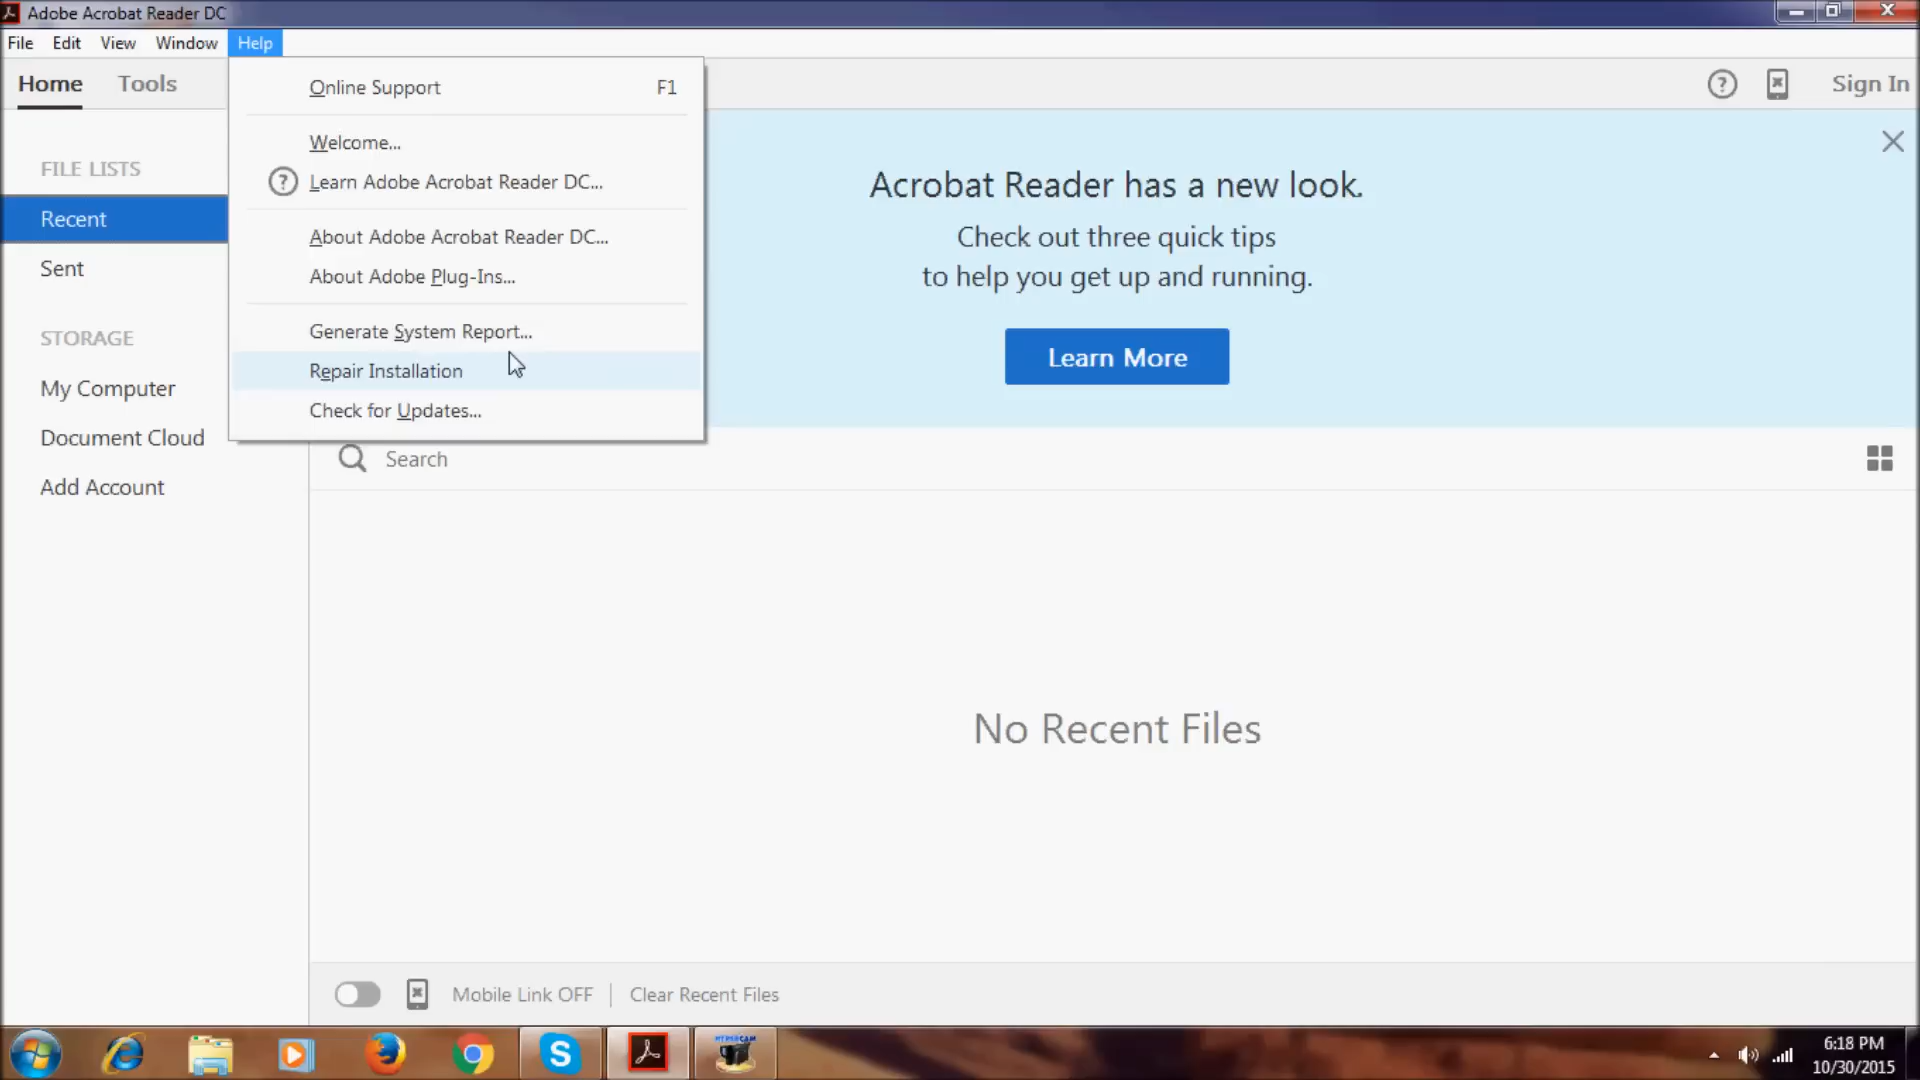 Adobe Acrobat Reader DC
File Edit View Window Help
Home Tools
Sign In
Online Support F1
Welcome...
Learn Adobe Acrobat Reader DC...
About Adobe Acrobat Reader DC...
About Adobe Plug-Ins...
Generate System Report...
Repair Installation
Check for Updates...
FILE LISTS
Recent
Sent
STORAGE
My Computer
Document Cloud
Add Account
Acrobat Reader has a new look.
Check out three quick tips
to help you get up and running.
Learn More
Search
No Recent Files
Mobile Link OFF
Clear Recent Files
HYPERCAM
6:18 PM
10/30/2015